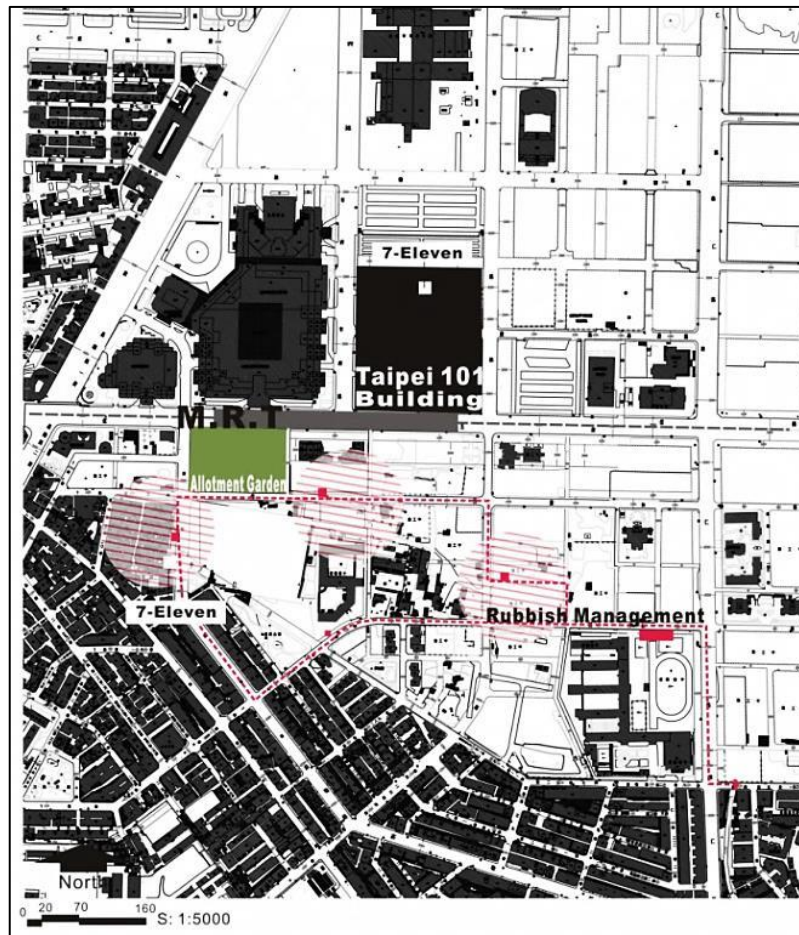 7-Eleven
Taipei 101
Building
M.R.T
Allotment Garden
7-Eleven
Rubbish Management
North
0 20 70 160 S: 1:5000